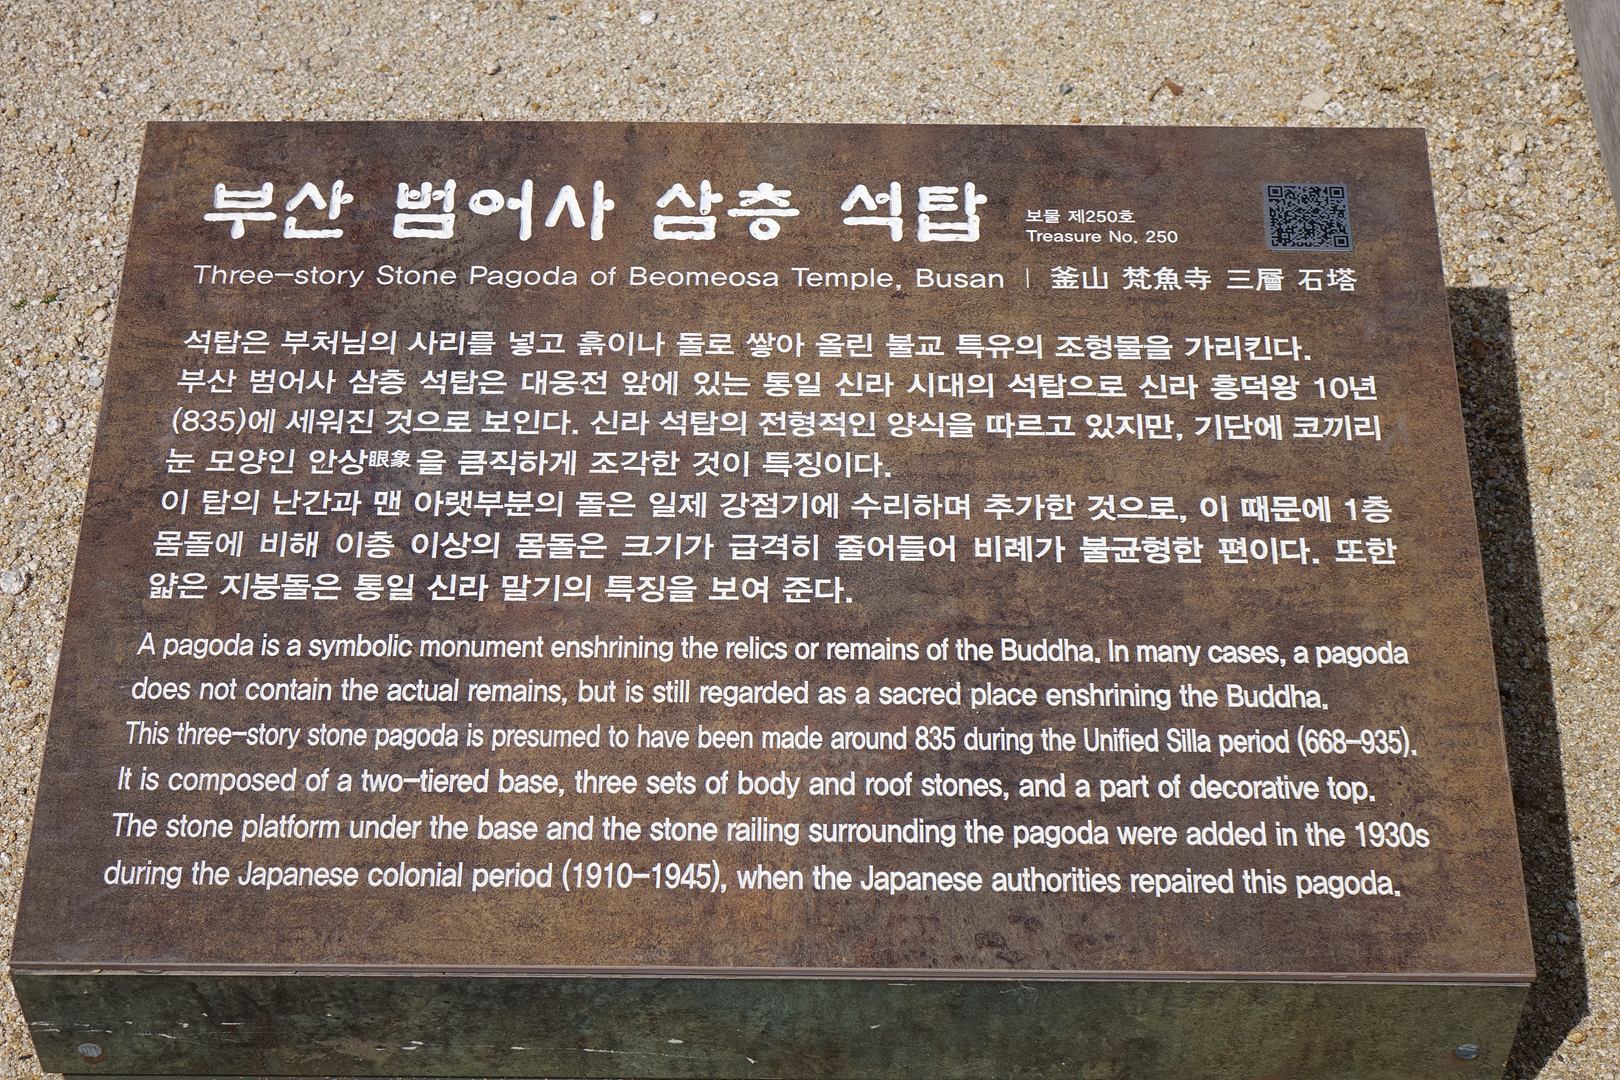 부산 범어사 삼층 석탑
보물 제250호
Treasure No. 250
Three-story Stone Pagoda of Beomeosa Temple, Busan | 釜山 梵魚寺 三層 石塔
석탑은 부처님의 사리를 넣고 흙이나 돌로 쌓아 올린 불교 특유의 조형물을 가리킨다.
부산 범어사 삼층 석탑은 대웅전 앞에 있는 통일 신라 시대의 석탑으로 신라 흥덕왕 10년
(835)에 세워진 것으로 보인다. 신라 석탑의 전형적인 양식을 따르고 있지만, 기단에 코끼리
눈 모양인 안상眼象을 큼직하게 조각한 것이 특징이다.
이 탑의 난간과 맨 아랫부분의 돌은 일제 강점기에 수리하며 추가한 것으로, 이 때문에 1층
몸돌에 비해 이층 이상의 몸돌은 크기가 급격히 줄어들어 비례가 불균형한 편이다. 또한
얇은 지붕돌은 통일 신라 말기의 특징을 보여 준다.
A pagoda is a symbolic monument enshrining the relics or remains of the Buddha. In many cases, a pagoda
does not contain the actual remains, but is still regarded as a sacred place enshrining the Buddha.
This three-story stone pagoda is presumed to have been made around 835 during the Unified Silla period (668-935).
It is composed of a two-tiered base, three sets of body and roof stones, and a part of decorative top.
The stone platform under the base and the stone railing surrounding the pagoda were added in the 1930s
during the Japanese colonial period (1910-1945), when the Japanese authorities repaired this pagoda.